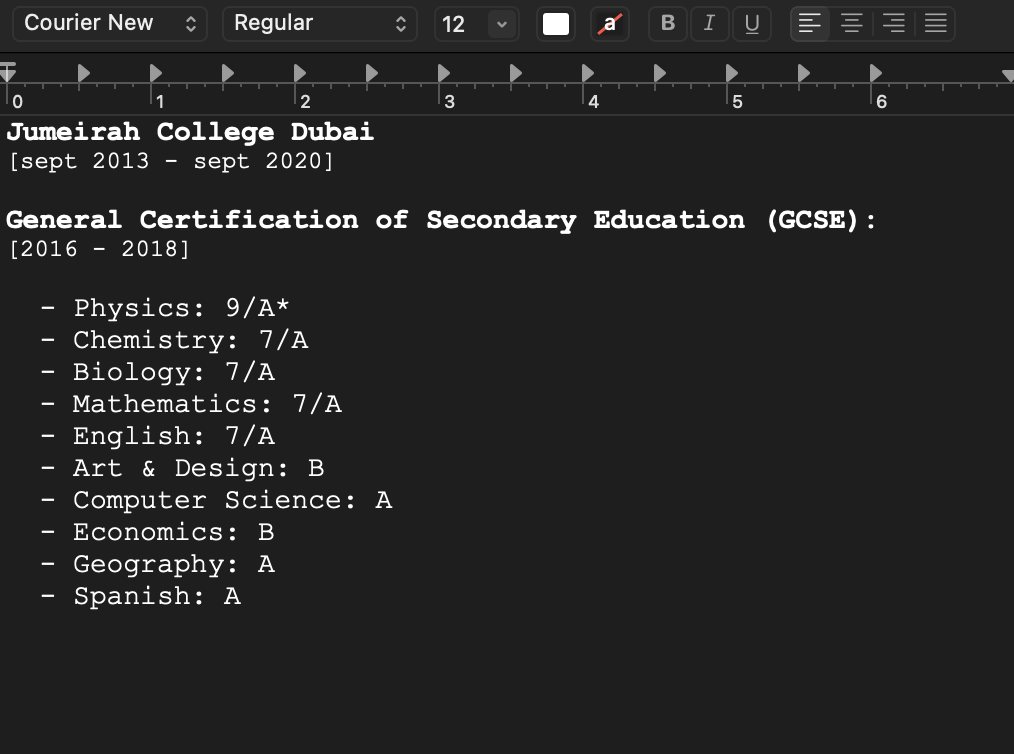 Courier New Regular 12 a B I U
0 1 2 3 4 5 6
Jumeirah College Dubai
[sept 2013 - sept 2020]
General Certification of Secondary Education (GCSE):
[2016 - 2018]
- Physics: 9/A*
- Chemistry: 7/A
- Biology: 7/A
- Mathematics: 7/A
- English: 7/A
- Art & Design: B
- Computer Science: A
- Economics: B
- Geography: A
- Spanish: A